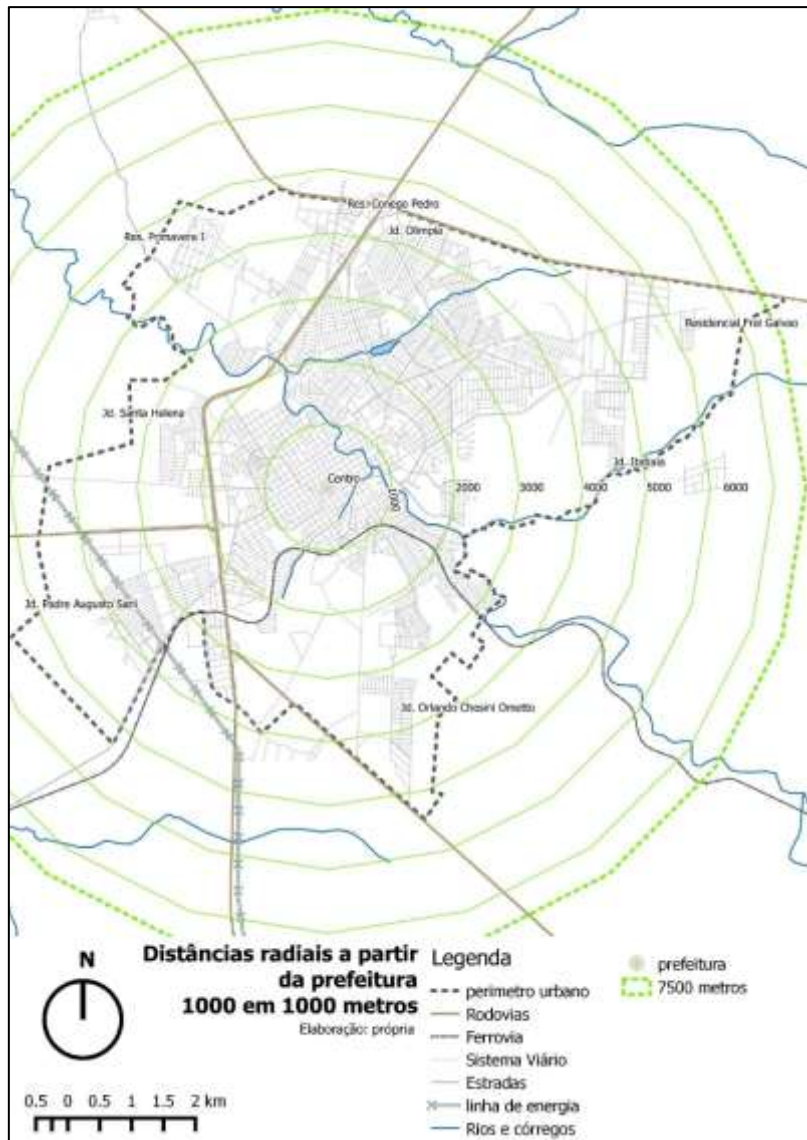 Res. Conego Pedro
Jd. Olimpia
Res. Primavera I
Residencial Frei Galvao
Jd. Santa Helena
Jd. Itabaia
Centro
1000
2000
3000
4000
5000
6000
Jd. Padre Augusto Sani
Jd. Orlando Chosini Ometto
N
Distâncias radiais a partir
da prefeitura
1000 em 1000 metros
Elaboração: própria
0.5 0 0.5 1 1.5 2 km
Legenda
perimetro urbano
Rodovias
Ferrovia
Sistema Viário
Estradas
linha de energia
Rios e córregos
prefeitura
7500 metros